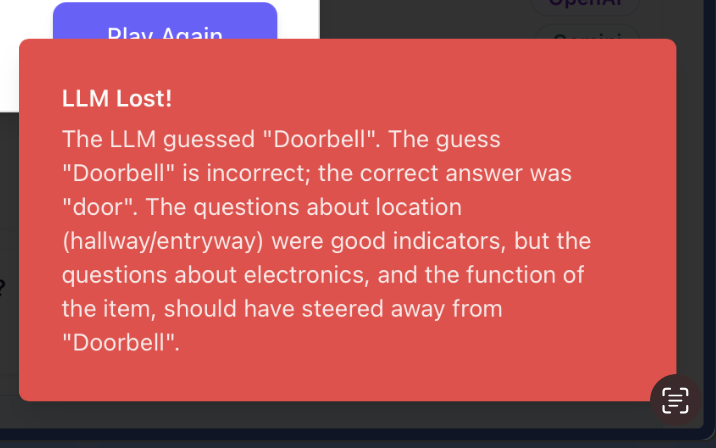 OpenAI
Play Again
Gemini
LLM Lost!
The LLM guessed "Doorbell". The guess
"Doorbell" is incorrect; the correct answer was
"door". The questions about location
(hallway/entryway) were good indicators, but the
questions about electronics, and the function of
the item, should have steered away from
"Doorbell".
?